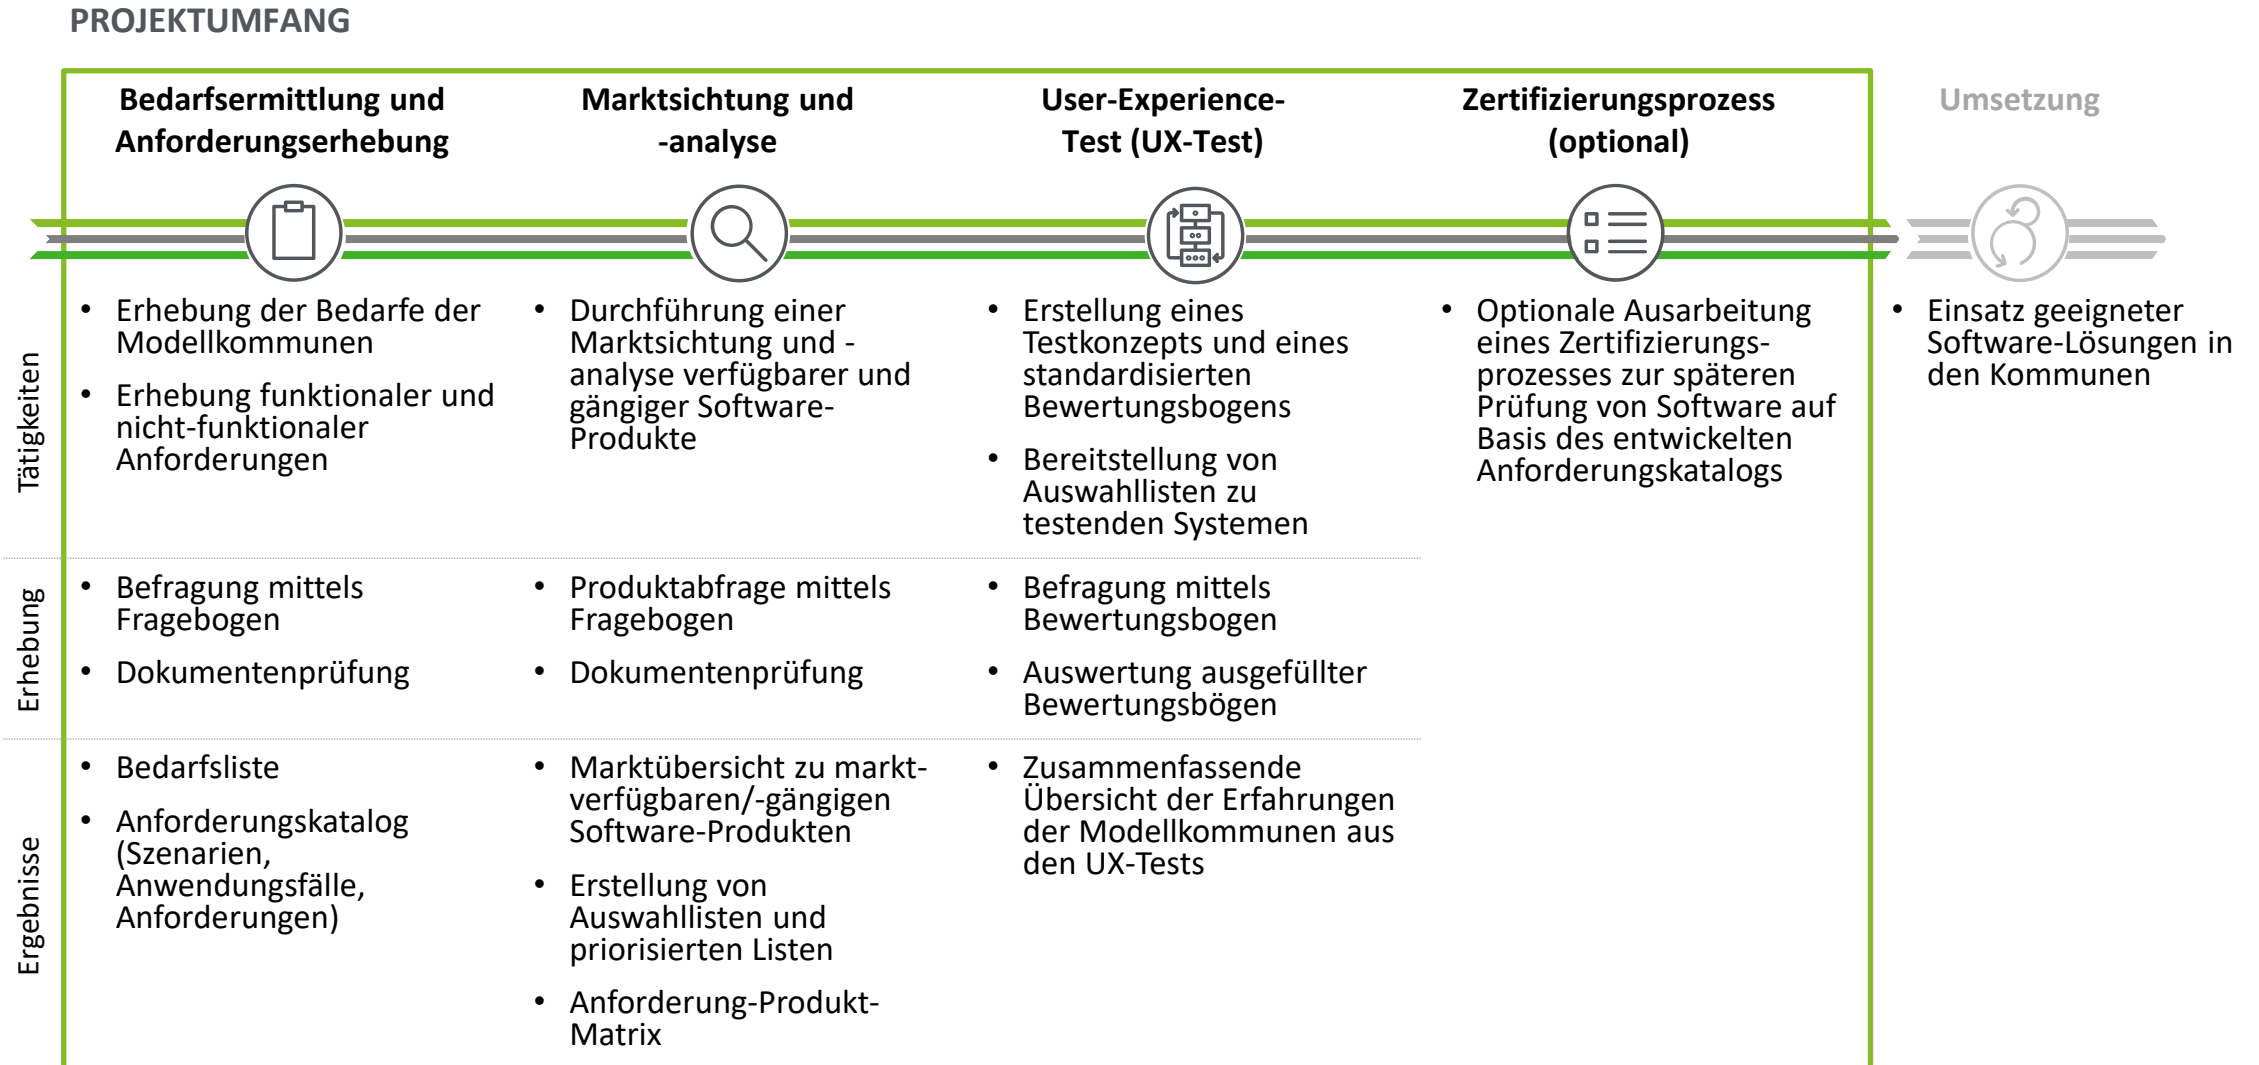 PROJEKTUMFANG
Bedarfsermittlung und
Anforderungserhebung
Marktsichtung und
-analyse
User-Experience-
Test (UX-Test)
Zertifizierungsprozess
(optional)
Umsetzung
Tätigkeiten
• Erhebung der Bedarfe der
Modellkommunen
• Erhebung funktionaler und
nicht-funktionaler
Anforderungen
• Durchführung einer
Marktsichtung und -
analyse verfügbarer und
gängiger Software-
Produkte
• Erstellung eines
Testkonzepts und eines
standardisierten
Bewertungsbogens
• Bereitstellung von
Auswahllisten zu
testenden Systemen
• Optionale Ausarbeitung
eines Zertifizierungs-
prozesses zur späteren
Prüfung von Software auf
Basis des entwickelten
Anforderungskatalogs
• Einsatz geeigneter
Software-Lösungen in
den Kommunen
Erhebung
• Befragung mittels
Fragebogen
• Dokumentenprüfung
• Produktabfrage mittels
Fragebogen
• Dokumentenprüfung
• Befragung mittels
Bewertungsbogen
• Auswertung ausgefüllter
Bewertungsbögen
Ergebnisse
• Bedarfsliste
• Anforderungskatalog
(Szenarien,
Anwendungsfälle,
Anforderungen)
• Marktübersicht zu markt-
verfügbaren/-gängigen
Software-Produkten
• Erstellung von
Auswahllisten und
priorisierten Listen
• Anforderung-Produkt-
Matrix
• Zusammenfassende
Übersicht der Erfahrungen
der Modellkommunen aus
den UX-Tests